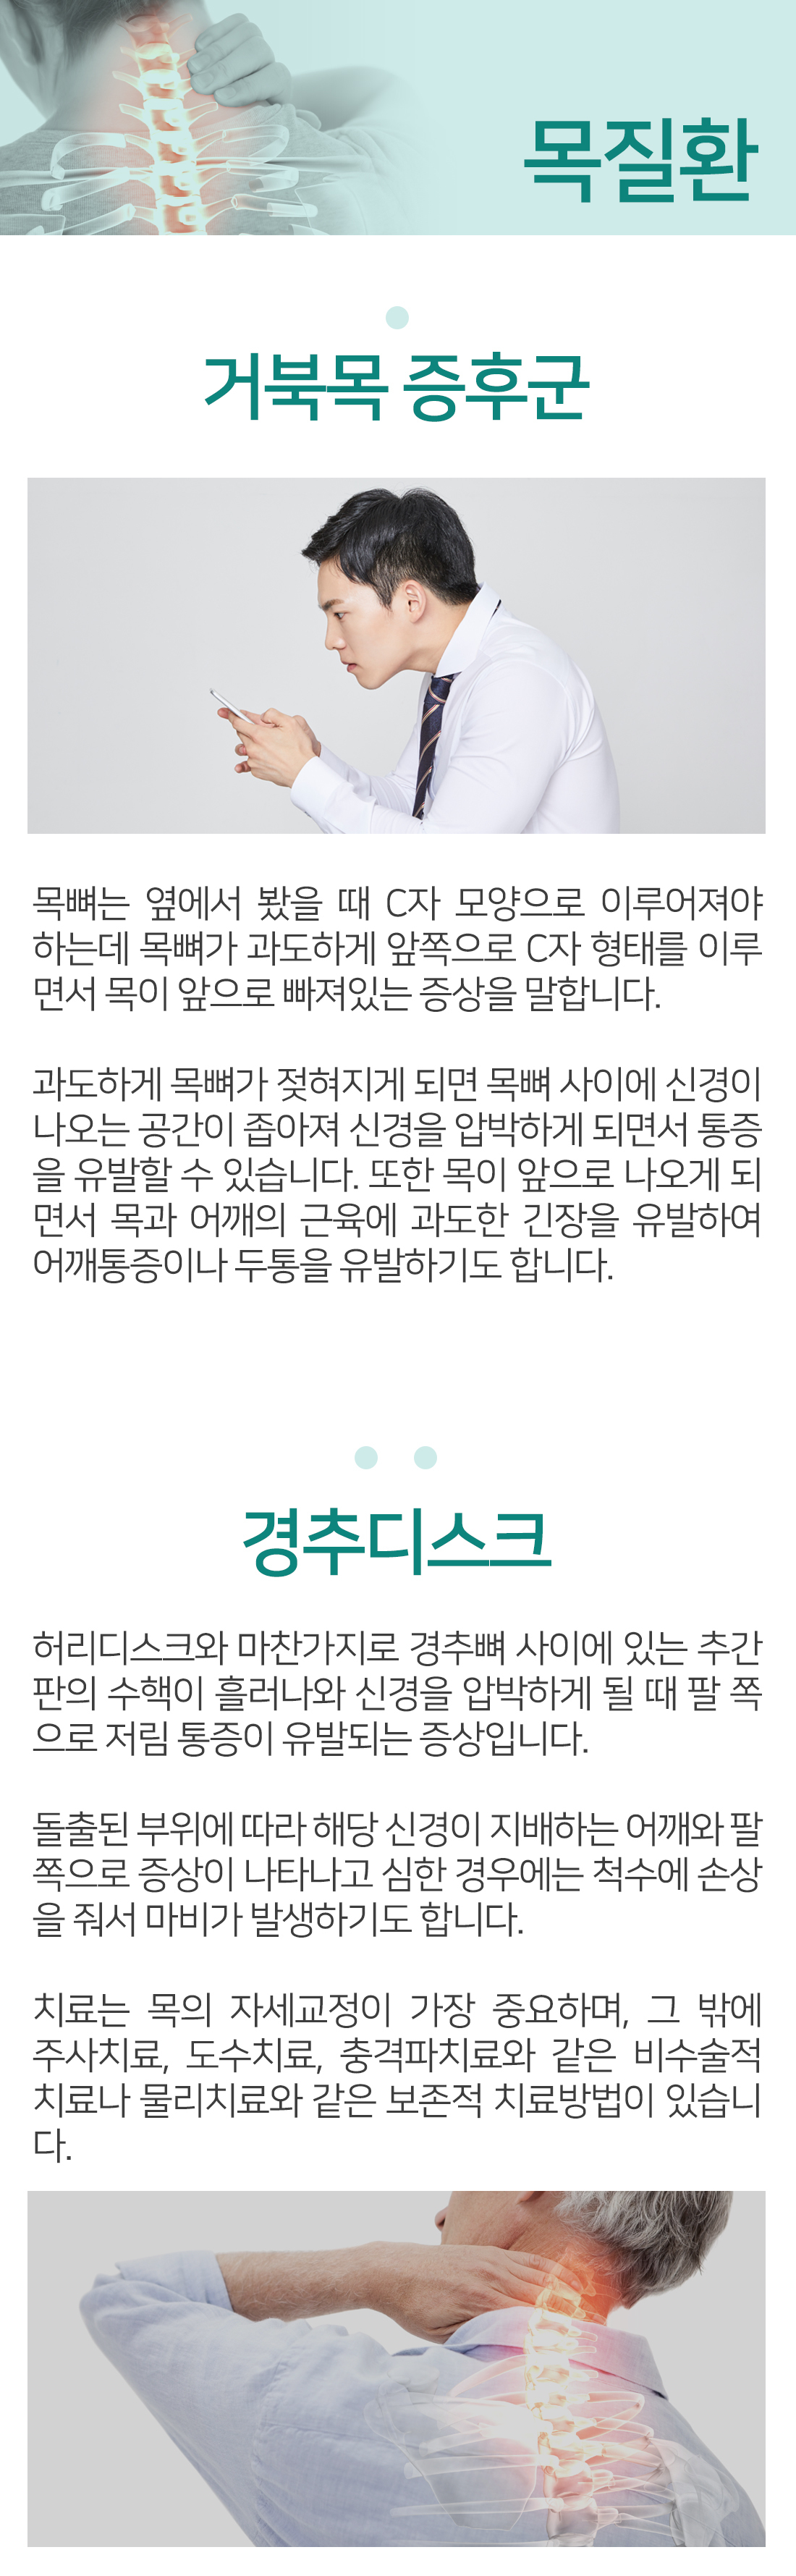 목질환
거북목 증후군
목뼈는 옆에서 봤을 때 C자 모양으로 이루어져야
하는데 목뼈가 과도하게 앞쪽으로 C자 형태를 이루
면서 목이 앞으로 빠져있는 증상을 말합니다.
과도하게 목뼈가 젖혀지게 되면 목뼈 사이에 신경이
나오는 공간이 좁아져 신경을 압박하게 되면서 통증
을 유발할 수 있습니다. 또한 목이 앞으로 나오게 되
면서 목과 어깨의 근육에 과도한 긴장을 유발하여
어깨통증이나 두통을 유발하기도 합니다.
경추디스크
허리디스크와 마찬가지로 경추뼈 사이에 있는 추간
판의 수핵이 흘러나와 신경을 압박하게 될 때 팔 쪽
으로 저림 통증이 유발되는 증상입니다.
돌출된 부위에 따라 해당 신경이 지배하는 어깨와 팔
쪽으로 증상이 나타나고 심한 경우에는 척수에 손상
을 줘서 마비가 발생하기도 합니다.
치료는 목의 자세교정이 가장 중요하며, 그 밖에
주사치료, 도수치료, 충격파치료와 같은 비수술적
치료나 물리치료와 같은 보존적 치료방법이 있습니
다.